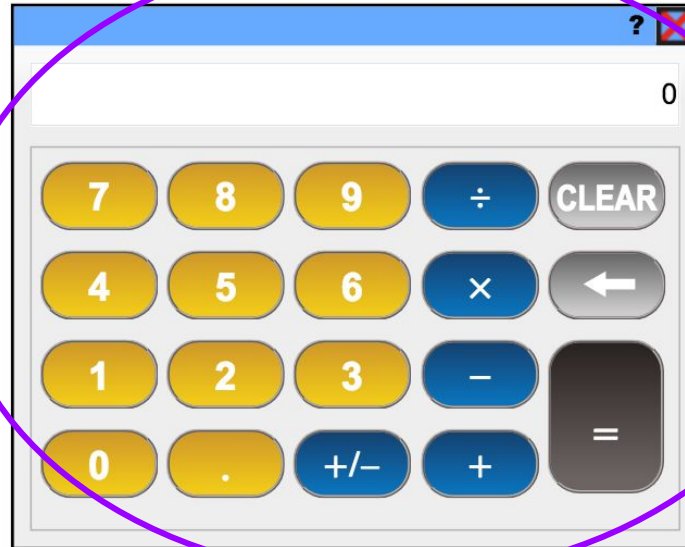 ?
0
7 8 9 ÷ CLEAR
4 5 6 ×
1 2 3 −
0 . +/− + =